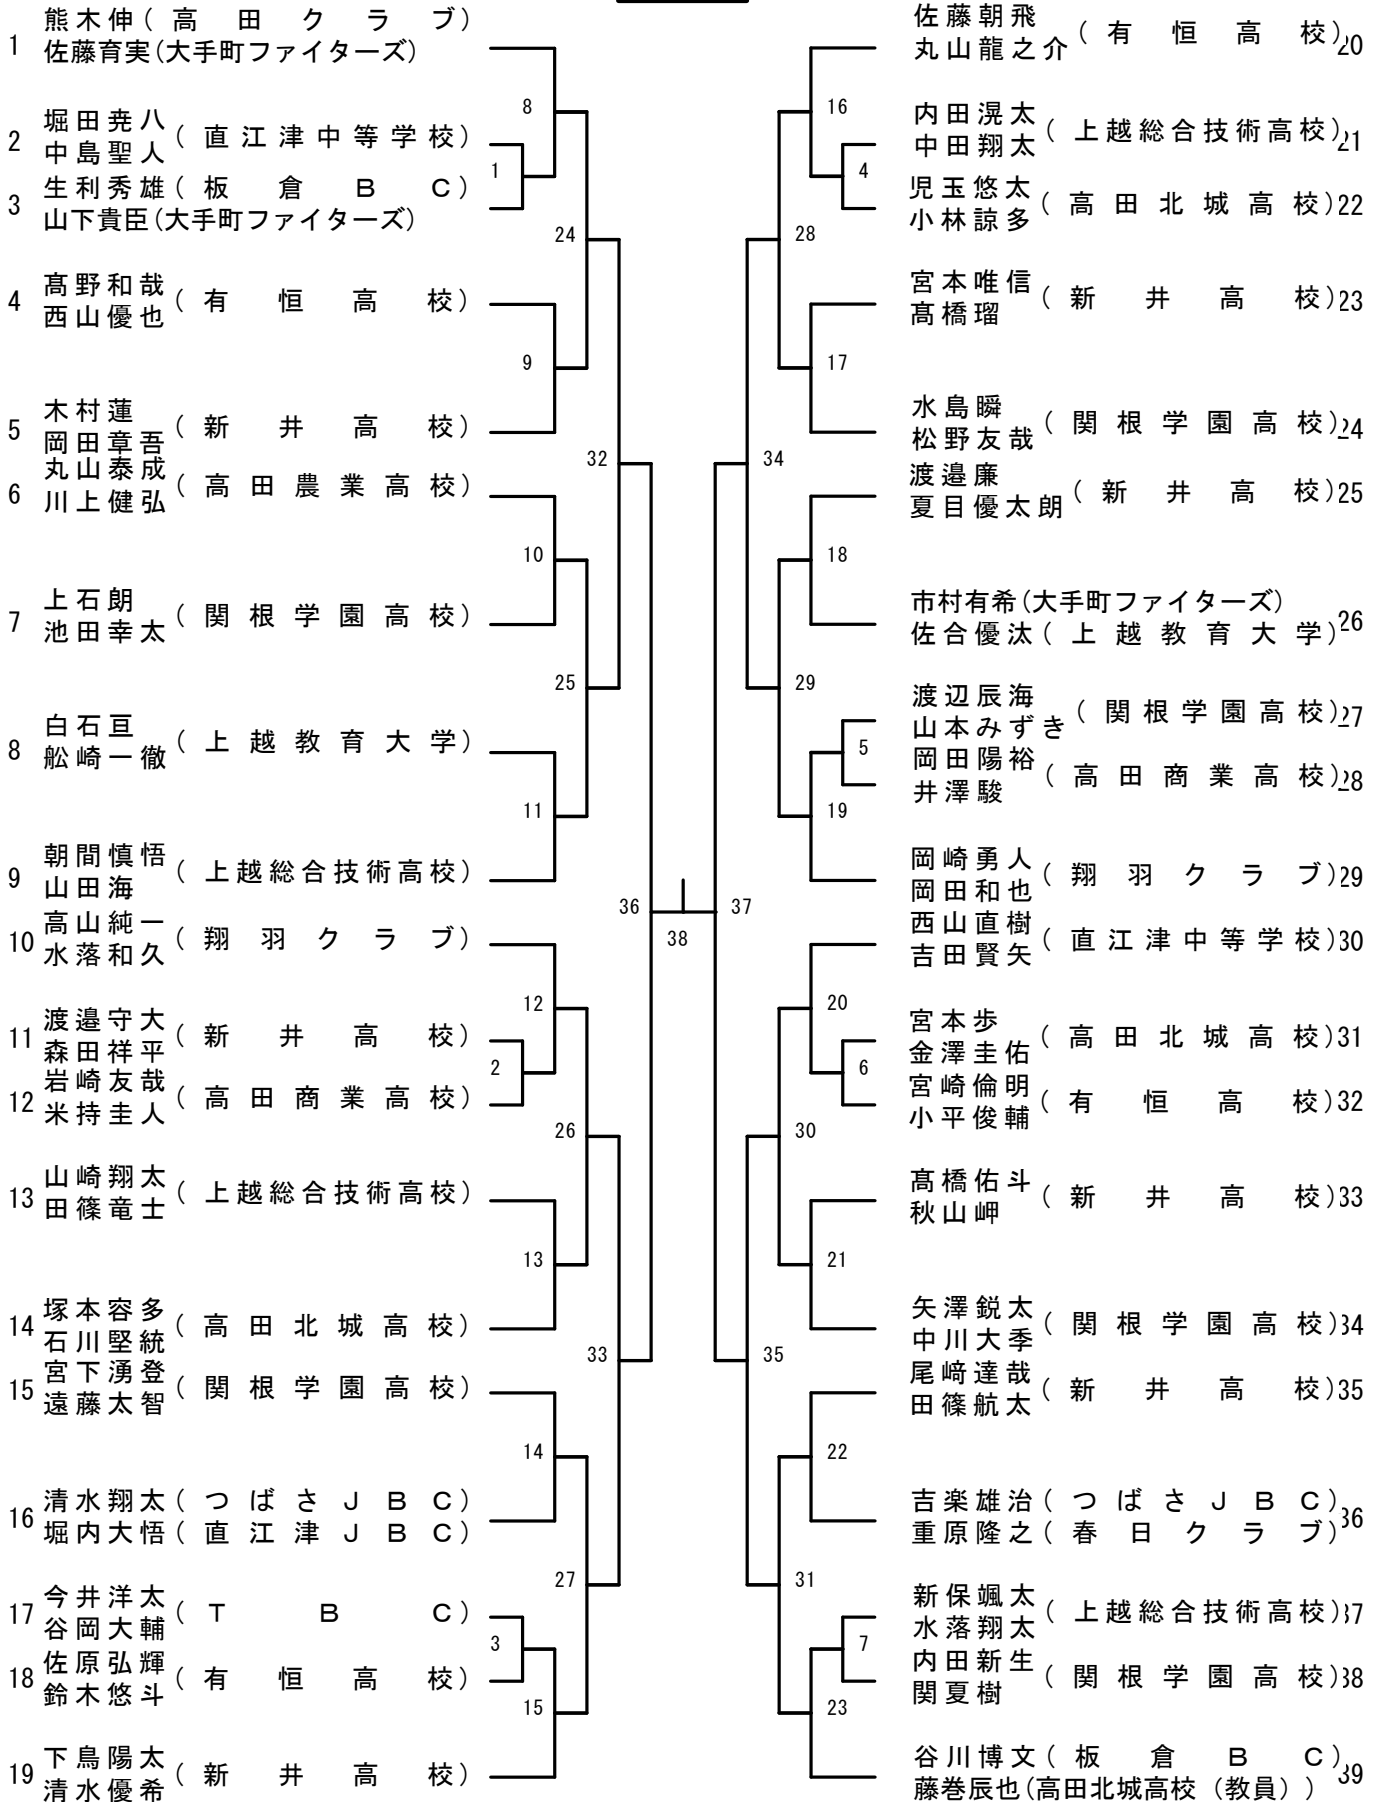 熊木伸（高田クラブ）
1
佐藤育実（大手町ファイターズ）
8
堀田尭八
2 （直江津中等学校）
中島聖人
1
生利秀雄（板倉ＢＣ）
3
山下貴臣（大手町ファイターズ）
24
髙野和哉
4 （有恒高校）
西山優也
9
木村蓮
5 （新井高校）
岡田章吾
32
丸山泰成
6 （高田農業高校）
川上健弘
10
上石朗
7 （関根学園高校）
池田幸太
25
白石亘
8 （上越教育大学）
舩崎一徹
11
朝間慎悟
9 （上越総合技術高校）
山田海
36
38
37
高山純一
10 （翔羽クラブ）
水落和久
12
渡邉守大
11 （新井高校）
森田祥平
2
岩崎友哉
12 （高田商業高校）
米持圭人
26
山崎翔太
13 （上越総合技術高校）
田篠竜士
13
塚本容多
14 （高田北城高校）
石川堅統
33
宮下湧登
15 （関根学園高校）
遠藤太智
14
清水翔太（つばさＪＢＣ）
16
堀内大悟（直江津ＪＢＣ）
27
今井洋太
17 （ＴＢＣ）
谷岡大輔
3
佐原弘輝
18 （有恒高校）
鈴木悠斗
15
下鳥陽太
19 （新井高校）
清水優希
佐藤朝飛
（有恒高校）20
丸山龍之介
16
内田滉太
（上越総合技術高校）21
中田翔太
4
児玉悠太
（高田北城高校）22
小林諒多
28
宮本唯信
（新井高校）23
髙橋瑠
17
水島瞬
（関根学園高校）24
松野友哉
34
渡邉廉
（新井高校）25
夏目優太朗
18
市村有希（大手町ファイターズ）
26
佐合優汰（上越教育大学）
29
渡辺辰海
（関根学園高校）27
山本みずき
5
岡田陽裕
（高田商業高校）28
井澤駿
19
岡崎勇人
（翔羽クラブ）29
岡田和也
西山直樹
（直江津中等学校）30
吉田賢矢
20
宮本歩
（高田北城高校）31
金澤圭佑
6
宮崎倫明
（有恒高校）32
小平俊輔
30
髙橋佑斗
（新井高校）33
秋山岬
21
矢澤鋭太
（関根学園高校）34
中川大季
35
尾﨑達哉
（新井高校）35
田篠航太
22
吉楽雄治（つばさＪＢＣ）
36
重原隆之（春日クラブ）
31
新保颯太
（上越総合技術高校）37
水落翔太
7
内田新生
（関根学園高校）38
関夏樹
23
谷川博文（板倉ＢＣ）
39
藤巻辰也（高田北城高校（教員））